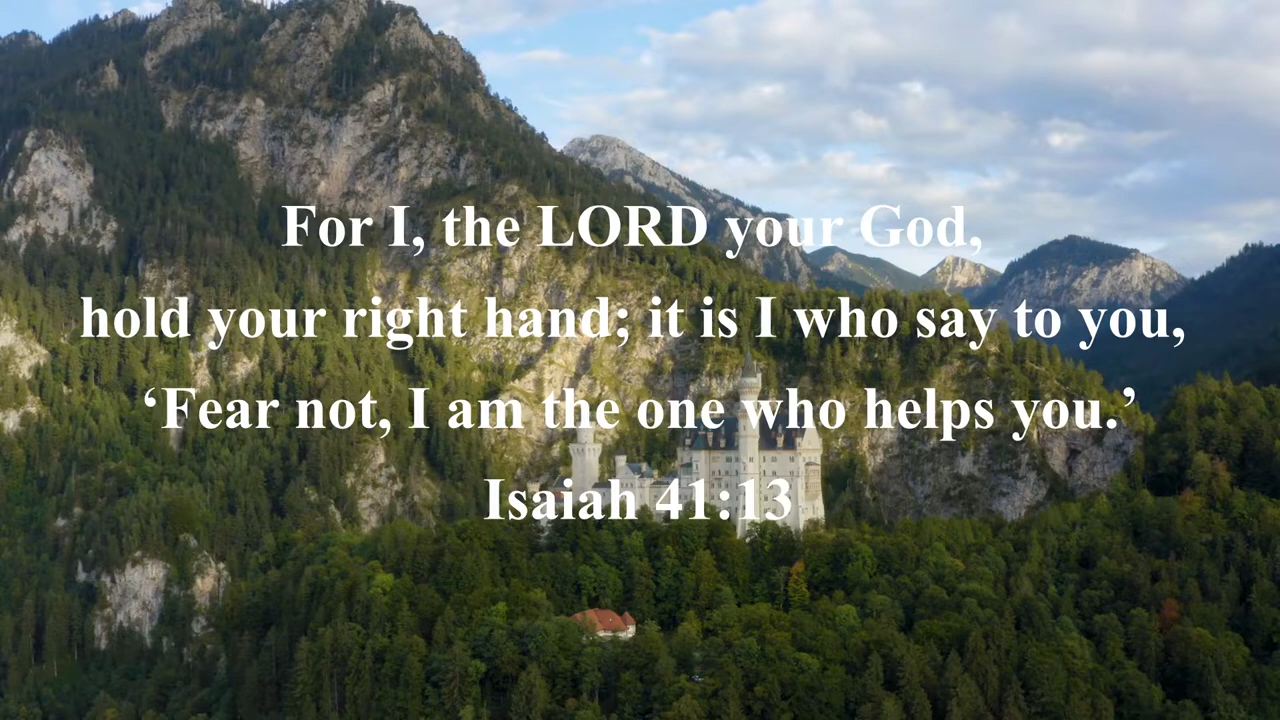 For I, the LORD your God,
hold your right hand; it is I who say to you,
‘Fear not, I am the one who helps you.’
Isaiah 41:13